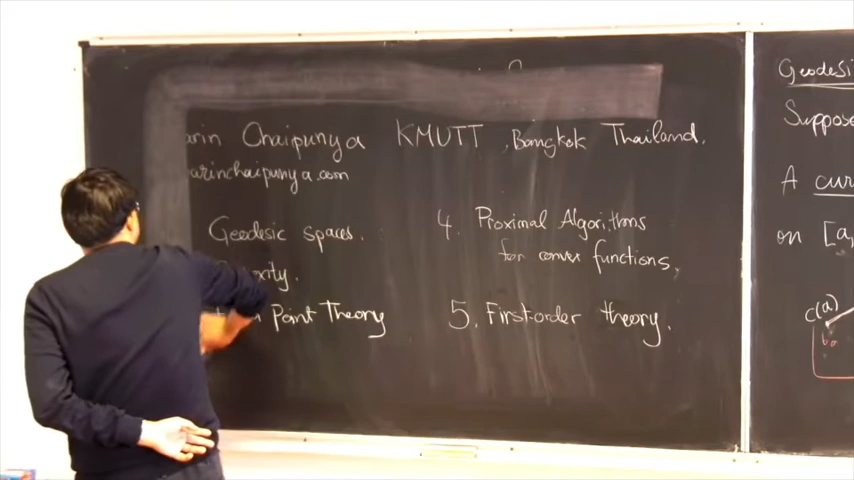 arin Chaipunya KMUTT, Bangkok Thailand.
arinchaipunya.com
Geodesic spaces.
Point Theory
4. Proximal Algorithms
for convex functions,
5. First-order theory.
Geodesi
Suppose
A cur
on [a,
c(a)